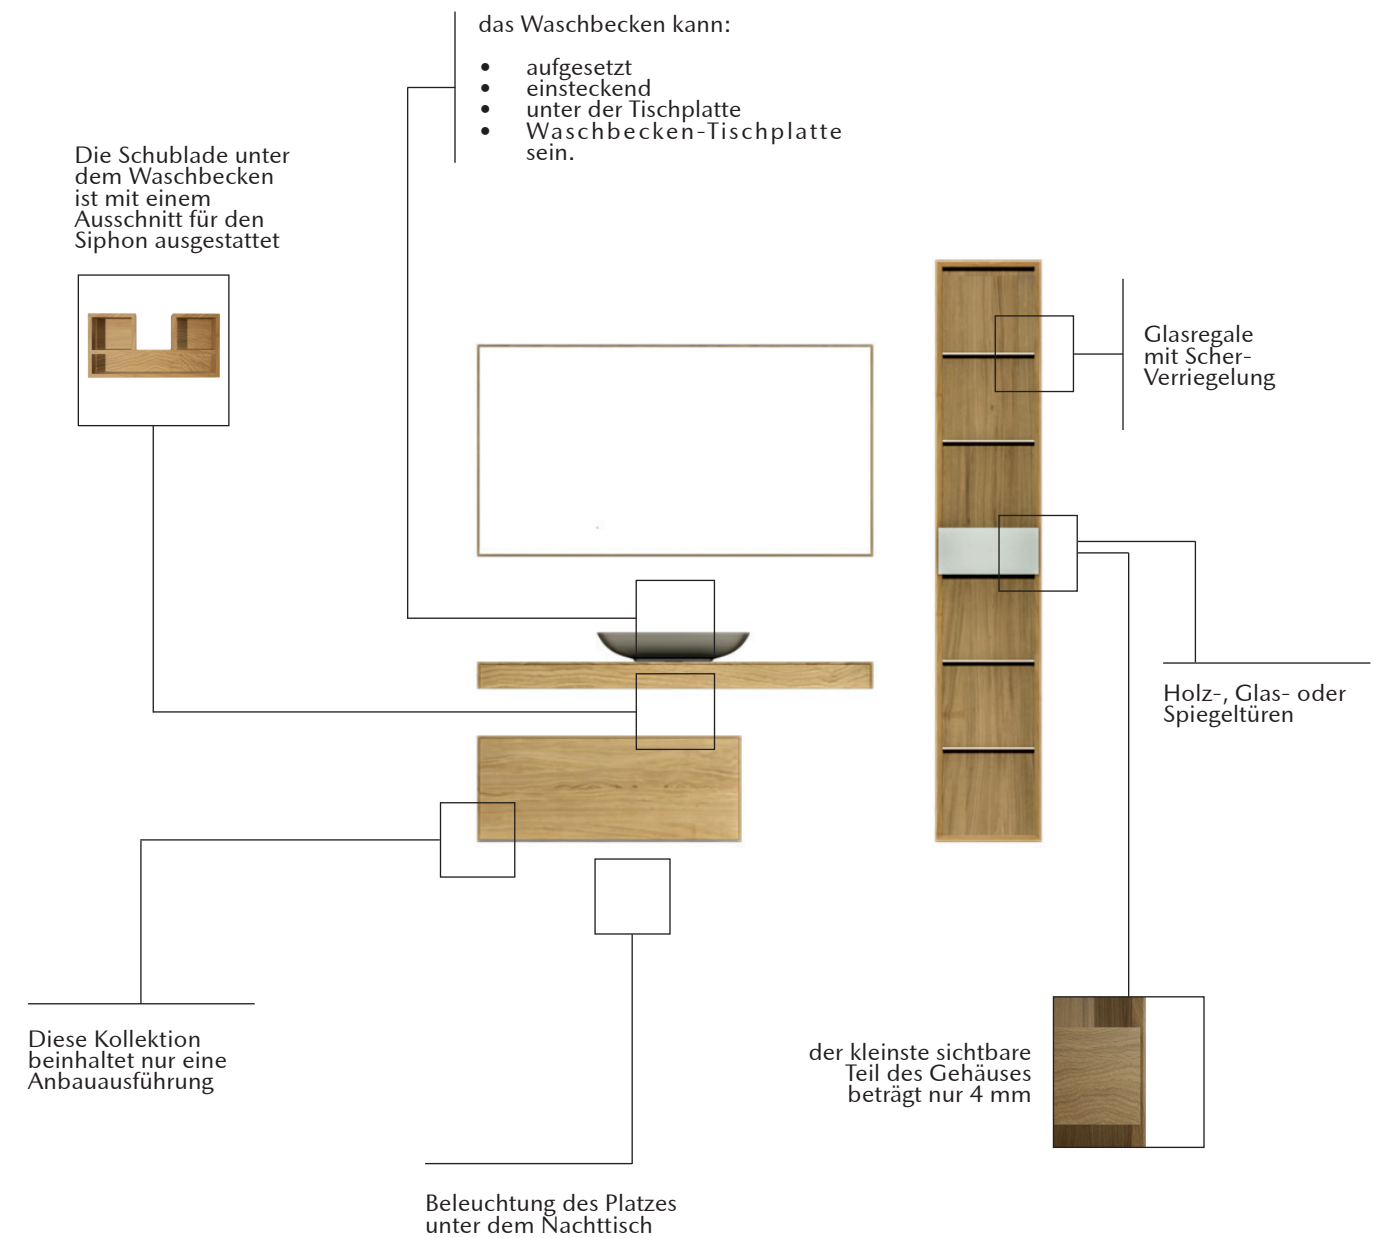 das Waschbecken kann:
• aufgesetzt
• einsteckend
• unter der Tischplatte
• Waschbecken-Tischplatte
sein.
Die Schublade unter
dem Waschbecken
ist mit einem
Ausschnitt für den
Siphon ausgestattet
Glasregale
mit Scher-
Verriegelung
Holz-, Glas- oder
Spiegeltüren
Diese Kollektion
beinhaltet nur eine
Anbauausführung
der kleinste sichtbare
Teil des Gehäuses
beträgt nur 4 mm
Beleuchtung des Platzes
unter dem Nachttisch